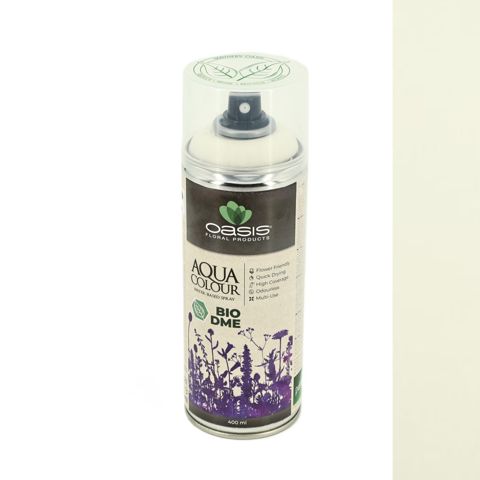 OASIS®
FLORAL PRODUCTS
AQUA
COLOUR
WATER BASED SPRAY
Flower Friendly
Quick Drying
High Coverage
Odourless
Multi-Use
BIO
DME
400 ml